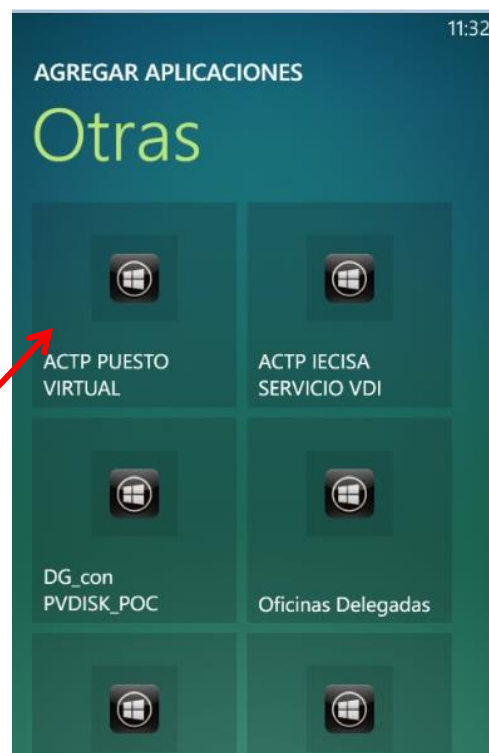 11:32
AGREGAR APLICACIONES
Otras
ACTP PUESTO
VIRTUAL
ACTP IECISA
SERVICIO VDI
DG_con
PVDISK_POC
Oficinas Delegadas